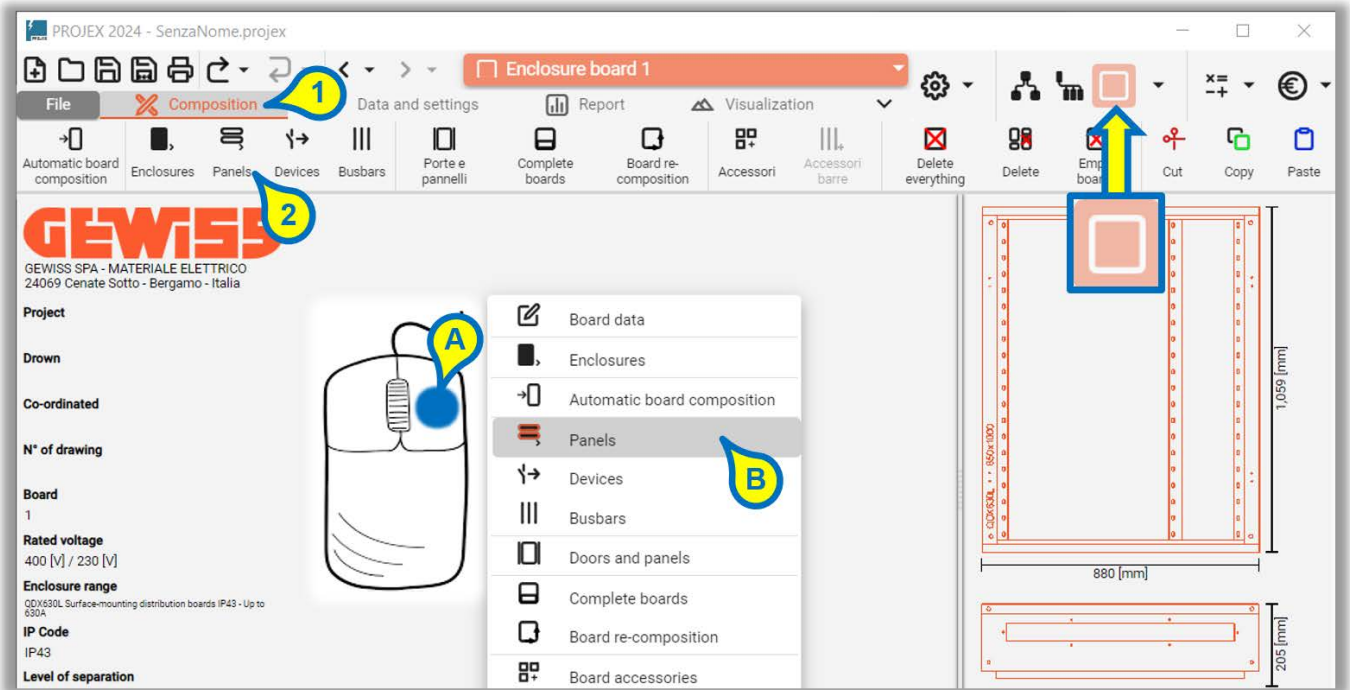 PROJEX 2024 - SenzaNome.projex
Enclosure board 1
File
Composition
1
Data and settings
Report
Visualization
Automatic board
composition
Enclosures
Panels
Devices
Busbars
Porte e
pannelli
Complete
boards
Board re-
composition
Accessori
Accessori
barre
Delete
everything
Delete
Cut
Copy
Paste
2
GEWISS
GEWISS SPA - MATERIALE ELETTRICO
24069 Cenate Sotto - Bergamo - Italia
Project
Drown
Co-ordinated
N° of drawing
Board
1
Rated voltage
400 [V] / 230 [V]
Enclosure range
QDX630L Surface-mounting distribution boards IP43 - Up to
630A
IP Code
IP43
Level of separation
A
Board data
Enclosures
Automatic board composition
Panels
B
Devices
Busbars
Doors and panels
Complete boards
Board re-composition
Board accessories
QDX630L - - 850x1000
1,059 [mm]
880 [mm]
205 [mm]